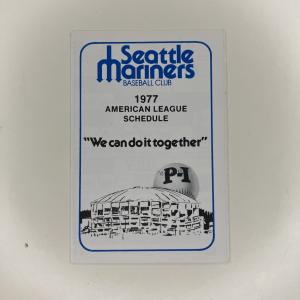 Seattle
Mariners
BASEBALL CLUB
1977
AMERICAN LEAGUE
SCHEDULE
"We can do it together"
P-I